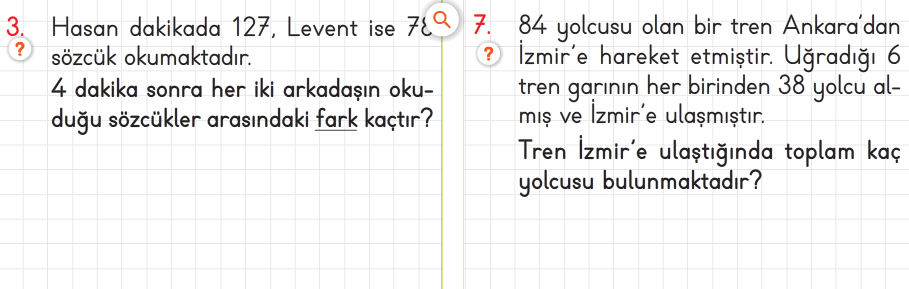 3. Hasan dakikada 127, Levent ise 78
?
sözcük okumaktadır.
4 dakika sonra her iki arkadaşın oku-
duğu sözcükler arasındaki fark kaçtır?
7. 84 yolcusu olan bir tren Ankara'dan
?
İzmir'e hareket etmiştir. Uğradığı 6
tren garının her birinden 38 yolcu al-
mış ve İzmir'e ulaşmıştır.
Tren İzmir'e ulaştığında toplam kaç
yolcusu bulunmaktadır?